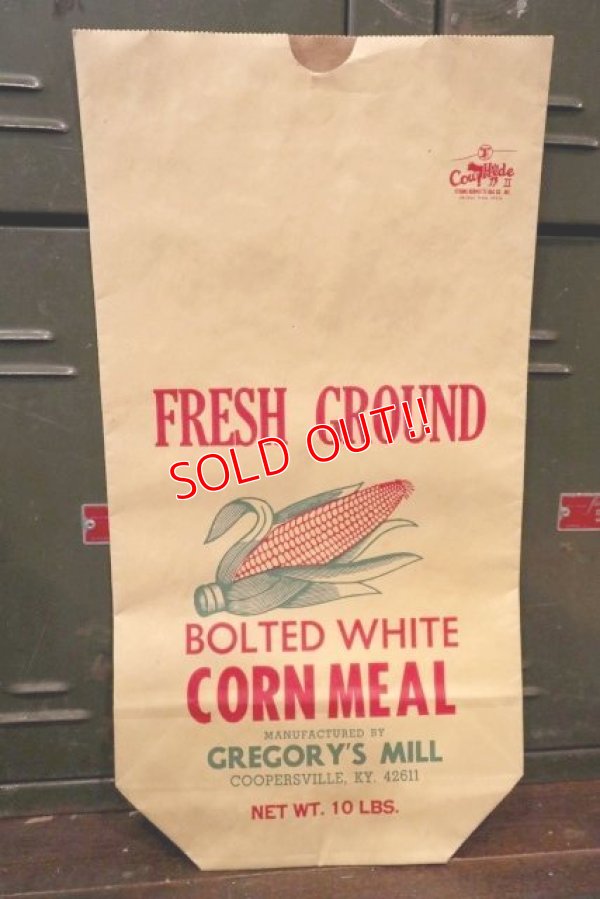 CowHide
FRESH GROUND
SOLD OUT!!
BOLTED WHITE
CORN MEAL
MANUFACTURED BY
GREGORY'S MILL
COOPERSVILLE, KY. 42611
NET WT. 10 LBS.